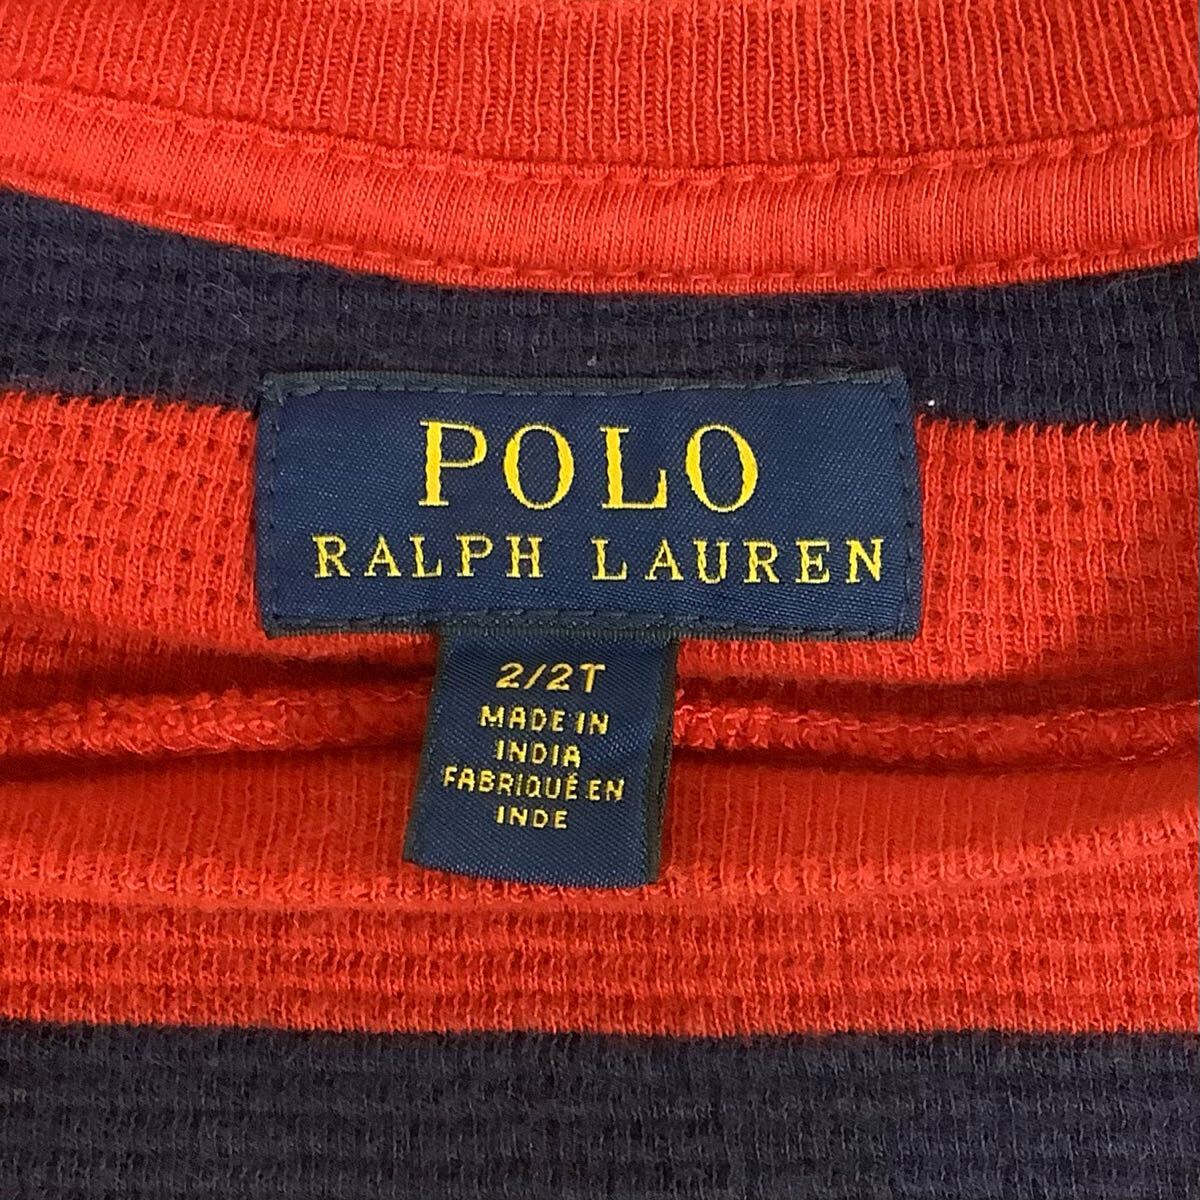 POLO
RALPH LAUREN
2/2T
MADE IN
INDIA
FABRIQUÉ EN
INDE